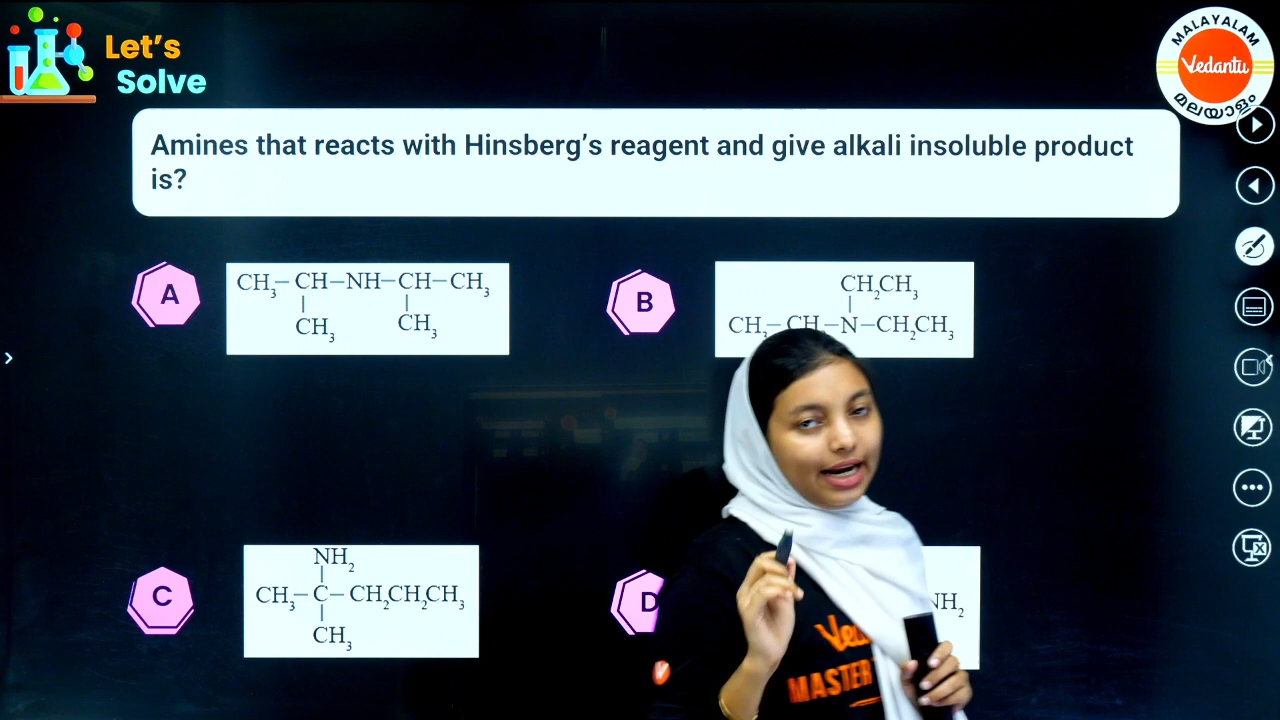 Let's
Solve
MALAYALAM
Vedantu
മലയാളം
Amines that reacts with Hinsberg's reagent and give alkali insoluble product
is?
A
CH₃–CH–NH–CH–CH₃
CH₃ CH₃
B
CH₂CH₃
CH₃–CH–N–CH₂CH₃
C
NH₂
CH₃–C–CH₂CH₂CH₃
CH₃
D
NH₂
MASTER